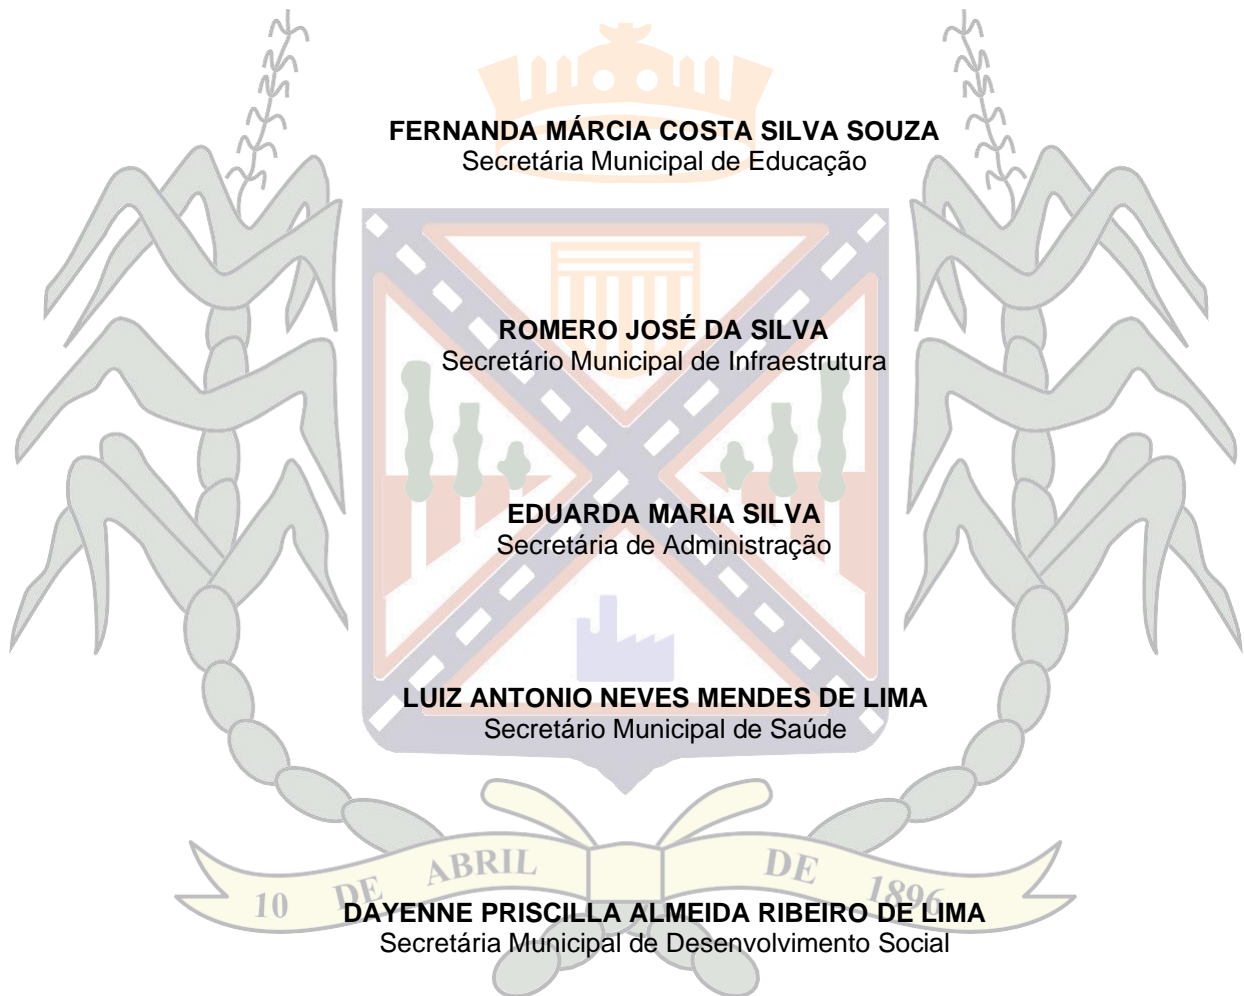 FERNANDA MÁRCIA COSTA SILVA SOUZA
Secretária Municipal de Educação
ROMERO JOSÉ DA SILVA
Secretário Municipal de Infraestrutura
EDUARDA MARIA SILVA
Secretária de Administração
LUIZ ANTONIO NEVES MENDES DE LIMA
Secretário Municipal de Saúde
10 DE ABRIL DE 1896
DAYENNE PRISCILLA ALMEIDA RIBEIRO DE LIMA
Secretária Municipal de Desenvolvimento Social